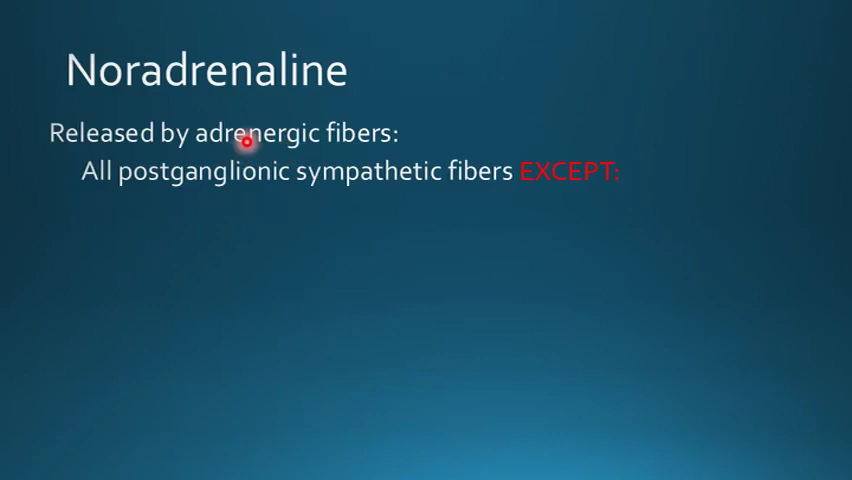 Noradrenaline
Released by adrenergic fibers:
All postganglionic sympathetic fibers EXCEPT: